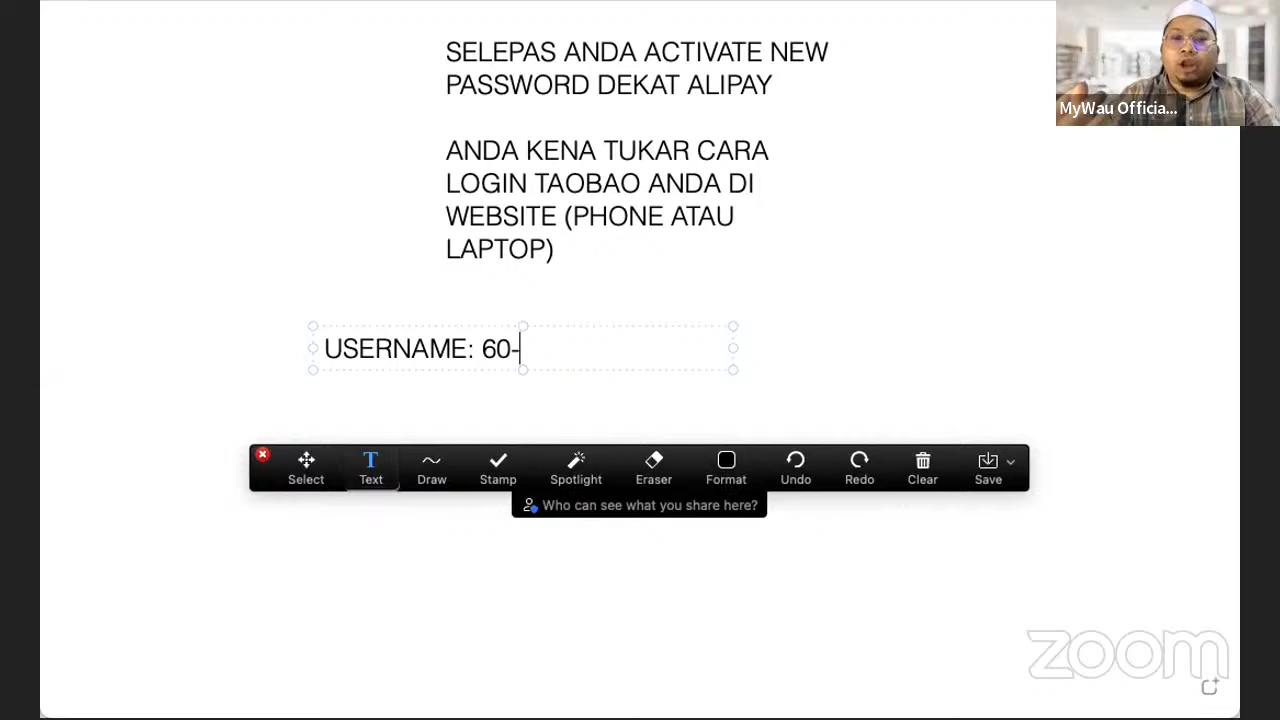 SELEPAS ANDA ACTIVATE NEW
PASSWORD DEKAT ALIPAY
ANDA KENA TUKAR CARA
LOGIN TAOBAO ANDA DI
WEBSITE (PHONE ATAU
LAPTOP)
USERNAME: 60-
MyWau Officia...
Select Text Draw Stamp Spotlight Eraser Format Undo Redo Clear Save
Who can see what you share here?
zoom